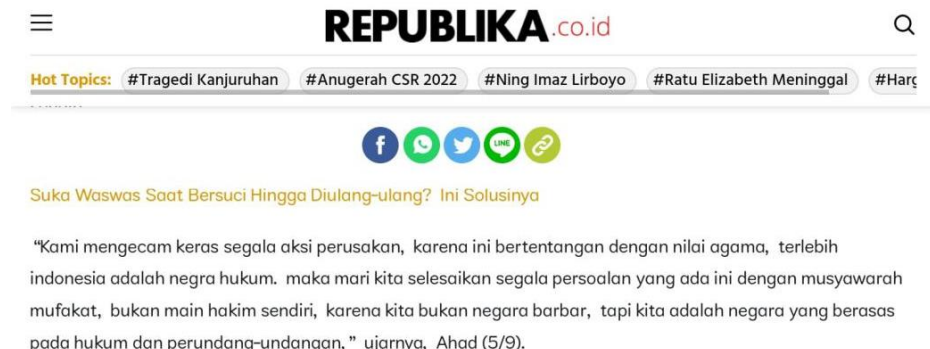 REPUBLIKA.co.id
Hot Topics: #Tragedi Kanjuruhan #Anugerah CSR 2022 #Ning Imaz Lirboyo #Ratu Elizabeth Meninggal #Harg
LINE
Suka Waswas Saat Bersuci Hingga Diulang-ulang? Ini Solusinya
“Kami mengecam keras segala aksi perusakan, karena ini bertentangan dengan nilai agama, terlebih
indonesia adalah negra hukum. maka mari kita selesaikan segala persoalan yang ada ini dengan musyawarah
mufakat, bukan main hakim sendiri, karena kita bukan negara barbar, tapi kita adalah negara yang berasas
pada hukum dan perundang-undangan, ” ujarnya, Ahad (5/9).